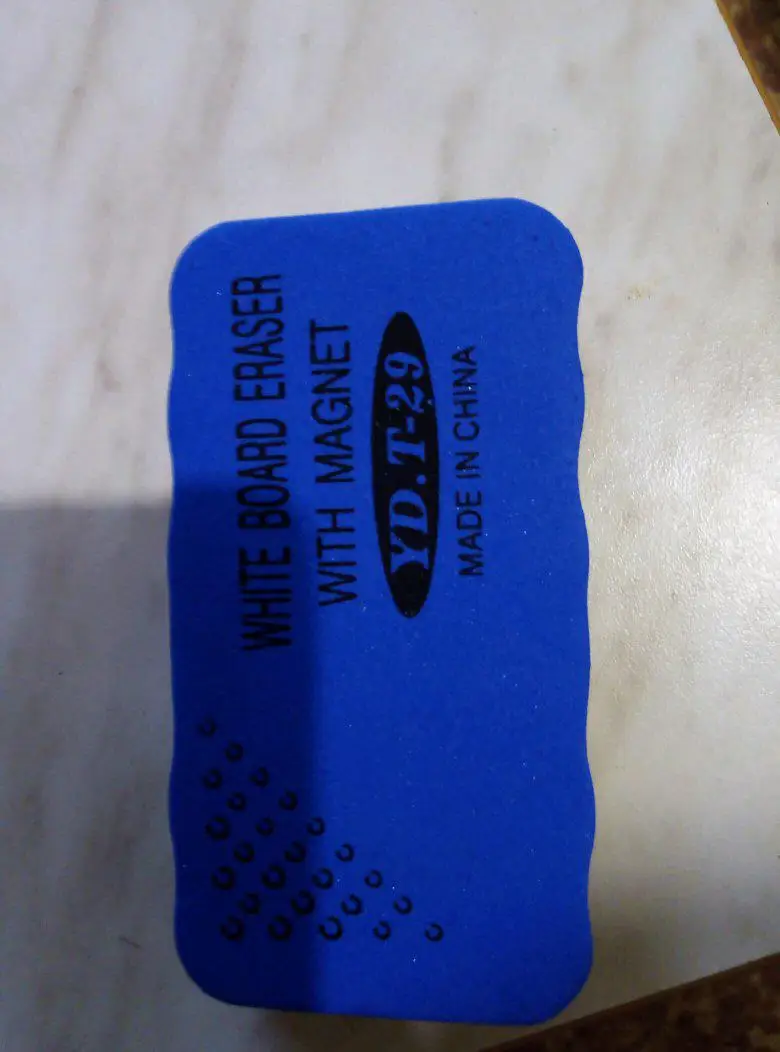 WHITE BOARD ERASER
WITH MAGNET
YD.T-29
MADE IN CHINA